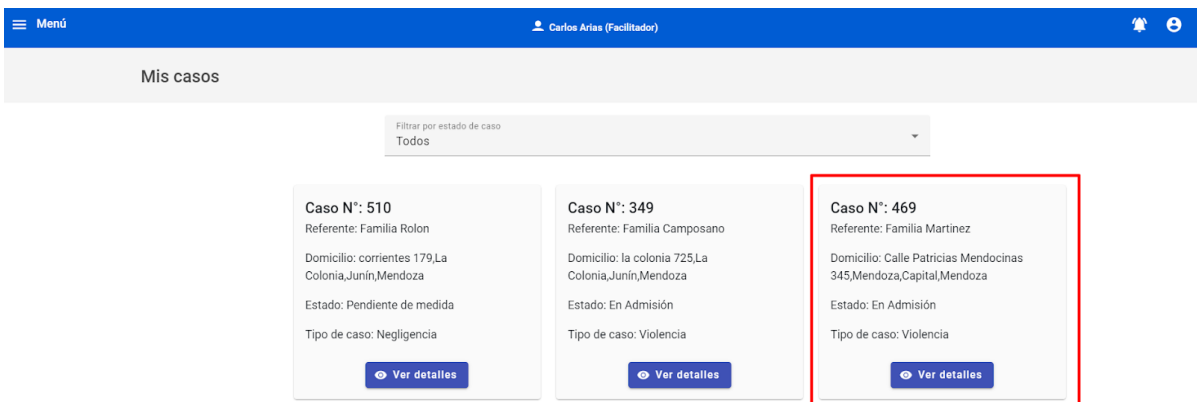 Menú
Carlos Arias (Facilitador)
Mis casos
Filtrar por estado de caso
Todos
Caso N°: 510
Referente: Familia Rolon
Domicilio: corrientes 179,La
Colonia,Junín,Mendoza
Estado: Pendiente de medida
Tipo de caso: Negligencia
Ver detalles
Caso N°: 349
Referente: Familia Camposano
Domicilio: la colonia 725,La
Colonia,Junín,Mendoza
Estado: En Admisión
Tipo de caso: Violencia
Ver detalles
Caso N°: 469
Referente: Familia Martinez
Domicilio: Calle Patricias Mendocinas
345,Mendoza,Capital,Mendoza
Estado: En Admisión
Tipo de caso: Violencia
Ver detalles